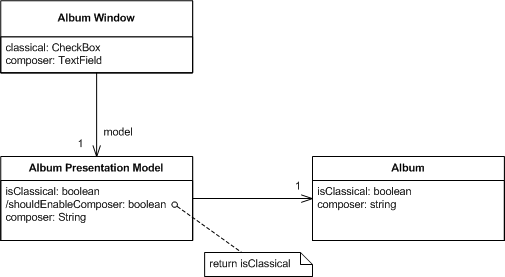 Album Window
classical: CheckBox
composer: TextField
model
1
Album Presentation Model
isClassical: boolean
/shouldEnableComposer: boolean
composer: String
1
Album
isClassical: boolean
composer: string
return isClassical